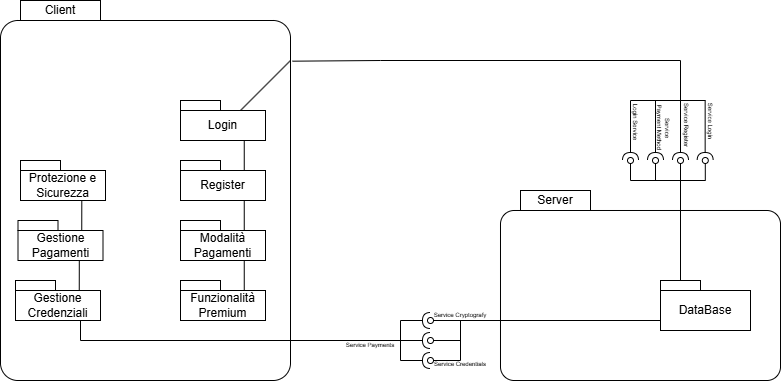 Client
Login
Protezione e
Sicurezza
Register
Gestione
Pagamenti
Modalità
Pagamenti
Gestione
Credenziali
Funzionalità
Premium
Login Service
Service
Payment Method
Service Register
Service Login
Server
DataBase
Service Cryptografy
Service Payments
Service Credentials